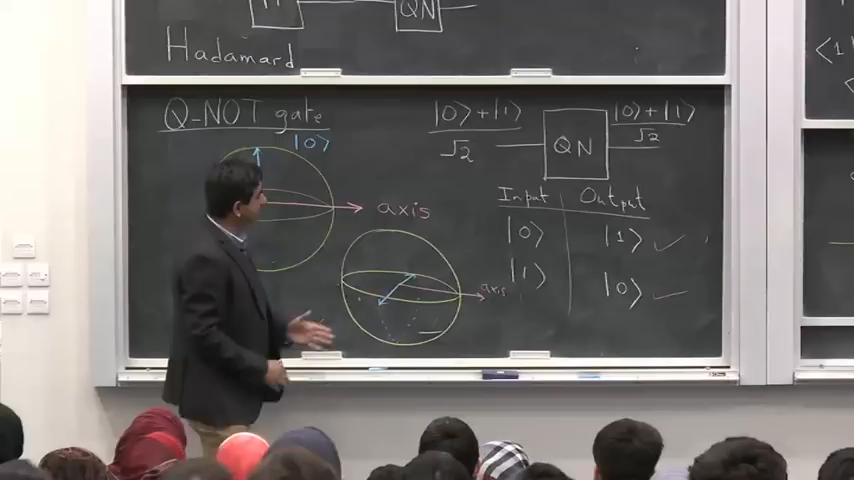 QN
Hadamard
Q-NOT gate
|0⟩
|0⟩+|1⟩
√2
QN
|0⟩+|1⟩
√2
axis
Input Output
|0⟩ |1⟩ ✓
|1⟩ |0⟩ ✓
axis